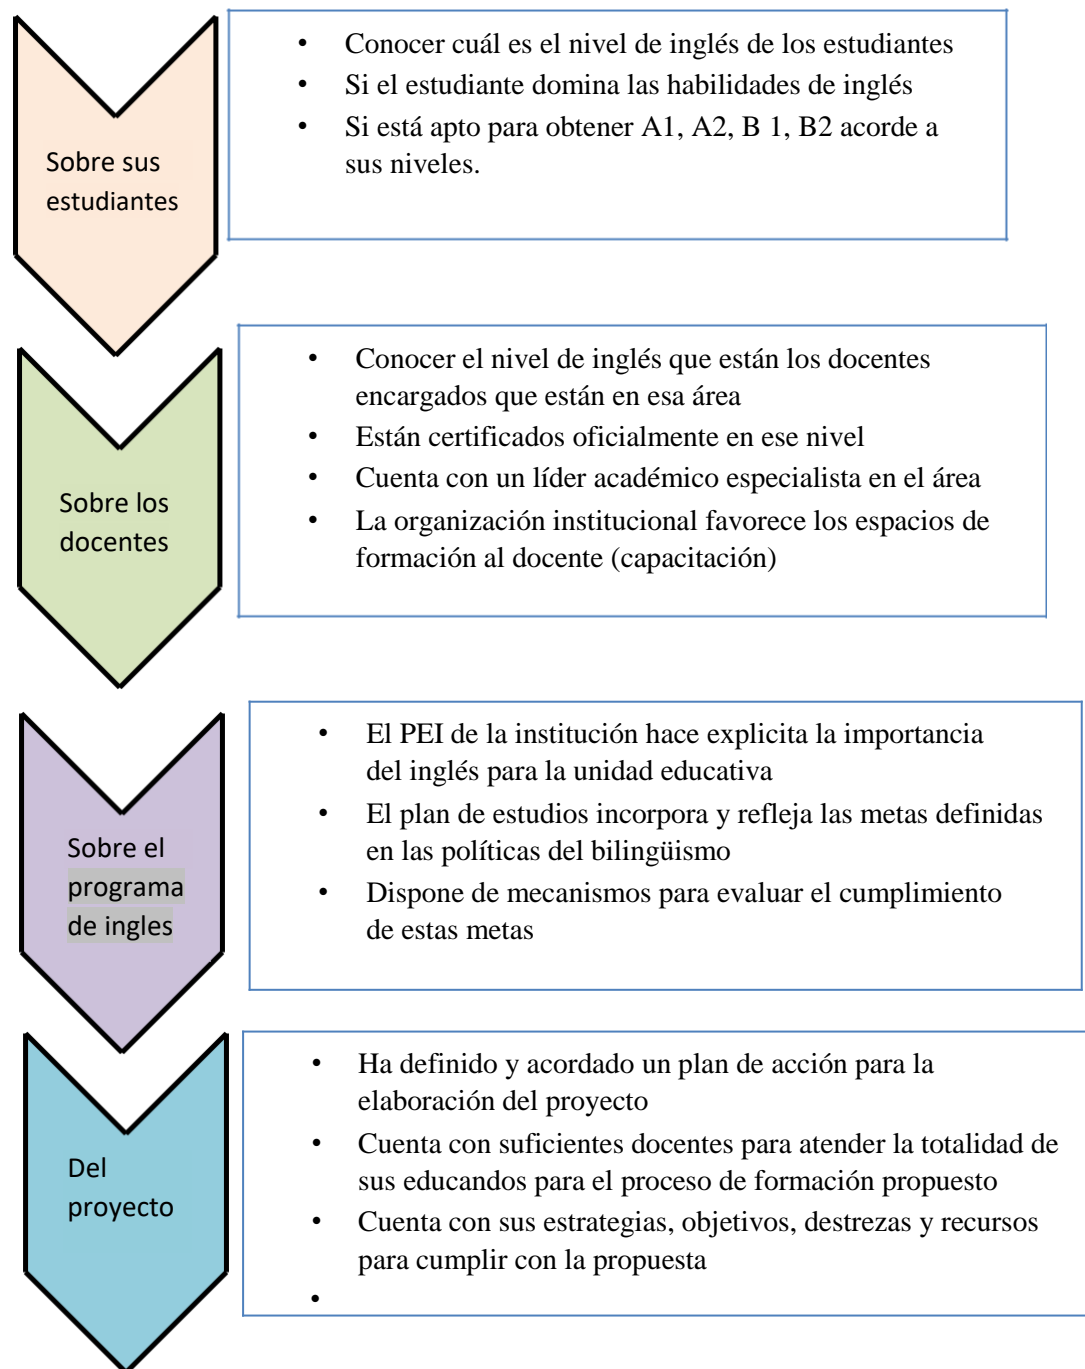 Sobre sus
estudiantes
• Conocer cuál es el nivel de inglés de los estudiantes
• Si el estudiante domina las habilidades de inglés
• Si está apto para obtener A1, A2, B 1, B2 acorde a
sus niveles.
Sobre los
docentes
• Conocer el nivel de inglés que están los docentes
encargados que están en esa área
• Están certificados oficialmente en ese nivel
• Cuenta con un líder académico especialista en el área
• La organización institucional favorece los espacios de
formación al docente (capacitación)
Sobre el
programa
de ingles
• El PEI de la institución hace explicita la importancia
del inglés para la unidad educativa
• El plan de estudios incorpora y refleja las metas definidas
en las políticas del bilingüismo
• Dispone de mecanismos para evaluar el cumplimiento
de estas metas
Del
proyecto
• Ha definido y acordado un plan de acción para la
elaboración del proyecto
• Cuenta con suficientes docentes para atender la totalidad de
sus educandos para el proceso de formación propuesto
• Cuenta con sus estrategias, objetivos, destrezas y recursos
para cumplir con la propuesta
•